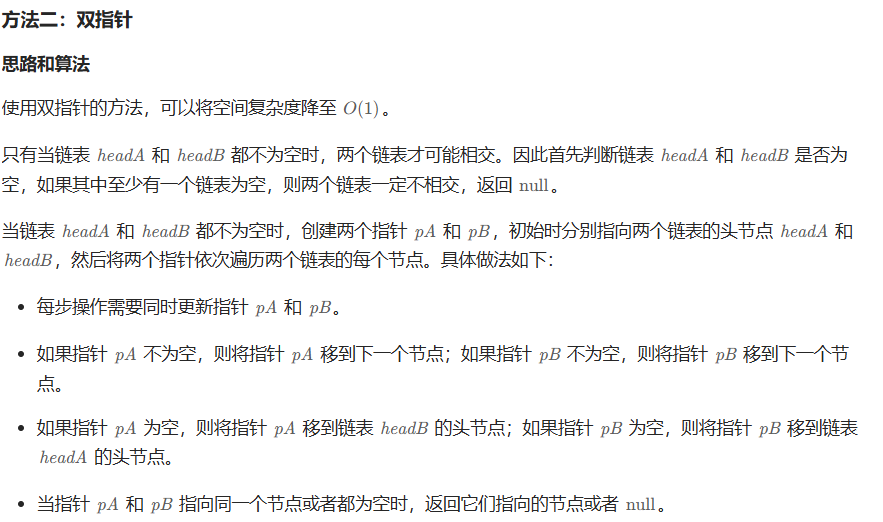 方法二：双指针
思路和算法
使用双指针的方法，可以将空间复杂度降至 O(1)。
只有当链表 headA 和 headB 都不为空时，两个链表才可能相交。因此首先判断链表 headA 和 headB 是否为
空，如果其中至少有一个链表为空，则两个链表一定不相交，返回 null。
当链表 headA 和 headB 都不为空时，创建两个指针 pA 和 pB，初始时分别指向两个链表的头节点 headA 和
headB，然后将两个指针依次遍历两个链表的每个节点。具体做法如下：
• 每步操作需要同时更新指针 pA 和 pB。
• 如果指针 pA 不为空，则将指针 pA 移到下一个节点；如果指针 pB 不为空，则将指针 pB 移到下一个节
点。
• 如果指针 pA 为空，则将指针 pA 移到链表 headB 的头节点；如果指针 pB 为空，则将指针 pB 移到链表
headA 的头节点。
• 当指针 pA 和 pB 指向同一个节点或者都为空时，返回它们指向的节点或者 null。